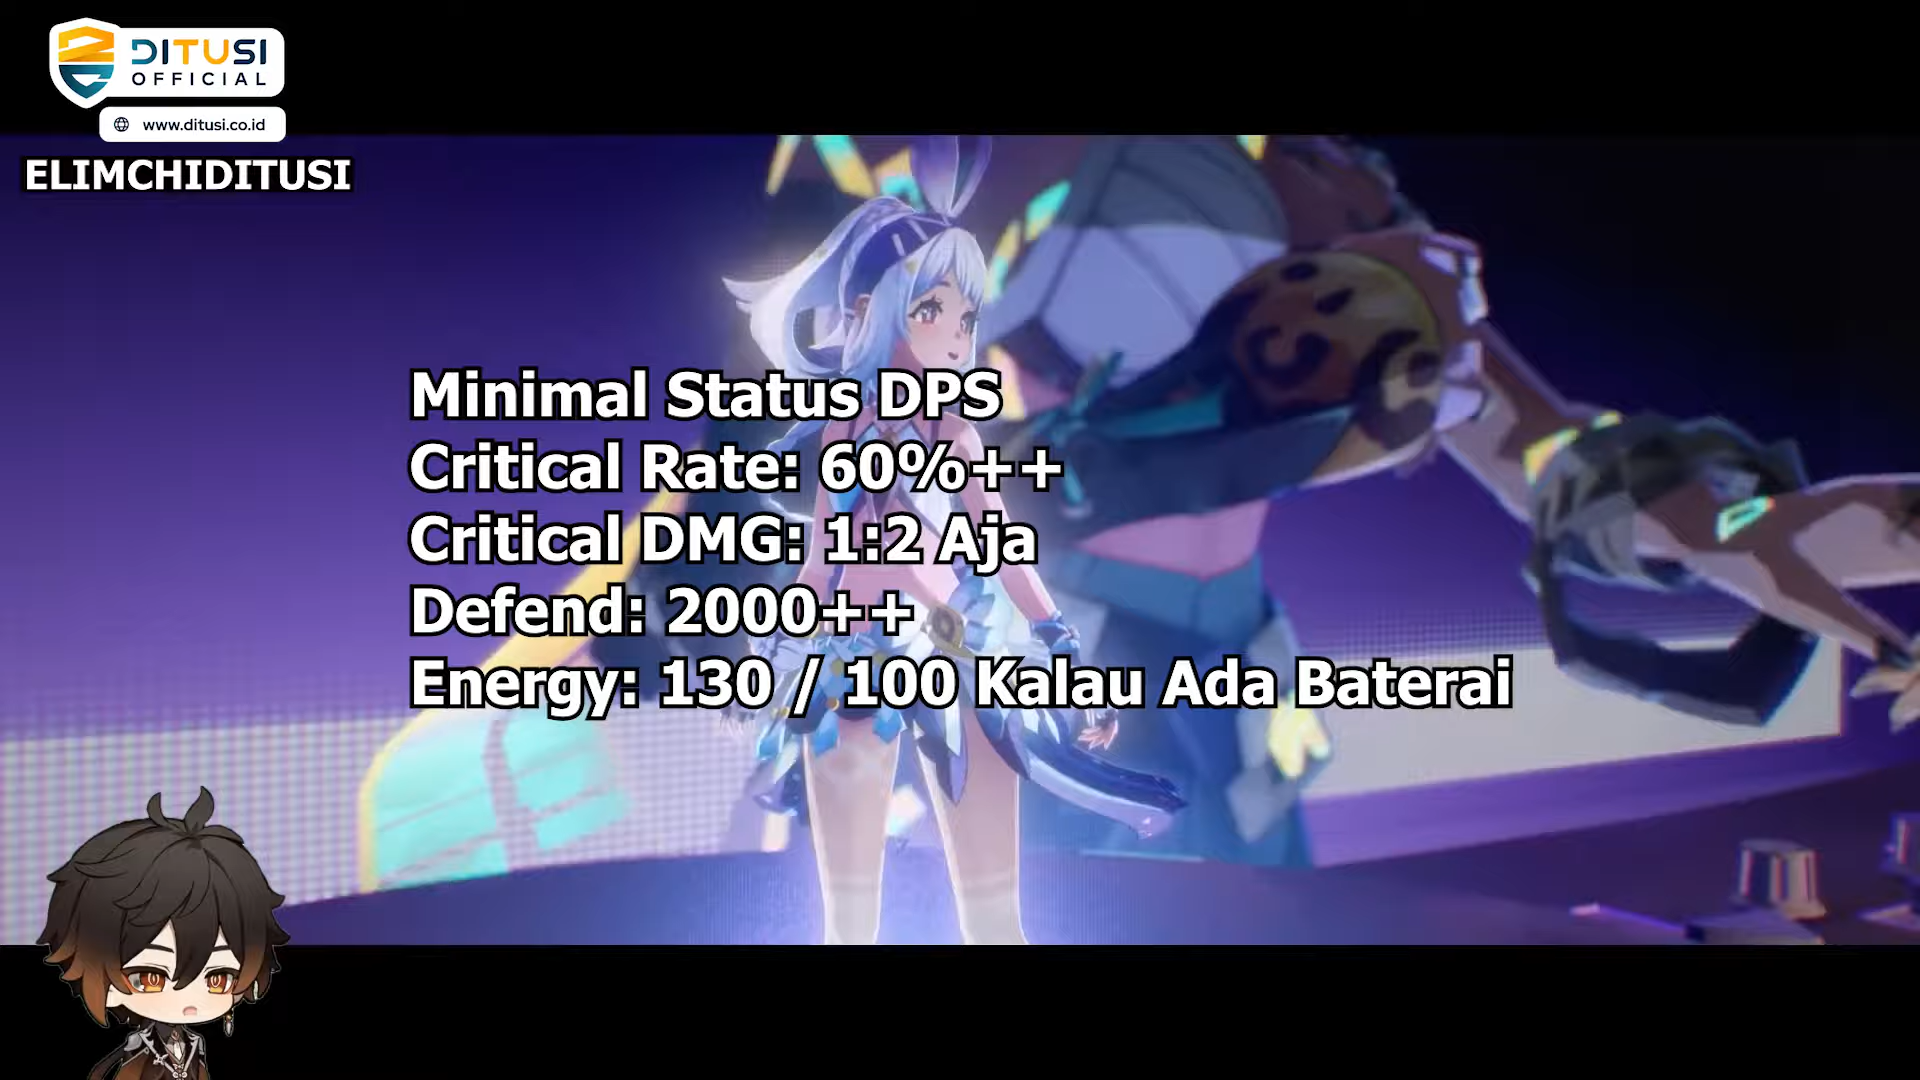 DITUSI
OFFICIAL
www.ditusi.co.id
ELIMCHIDITUSI
Minimal Status DPS
Critical Rate: 60%++
Critical DMG: 1:2 Aja
Defend: 2000++
Energy: 130 / 100 Kalau Ada Baterai